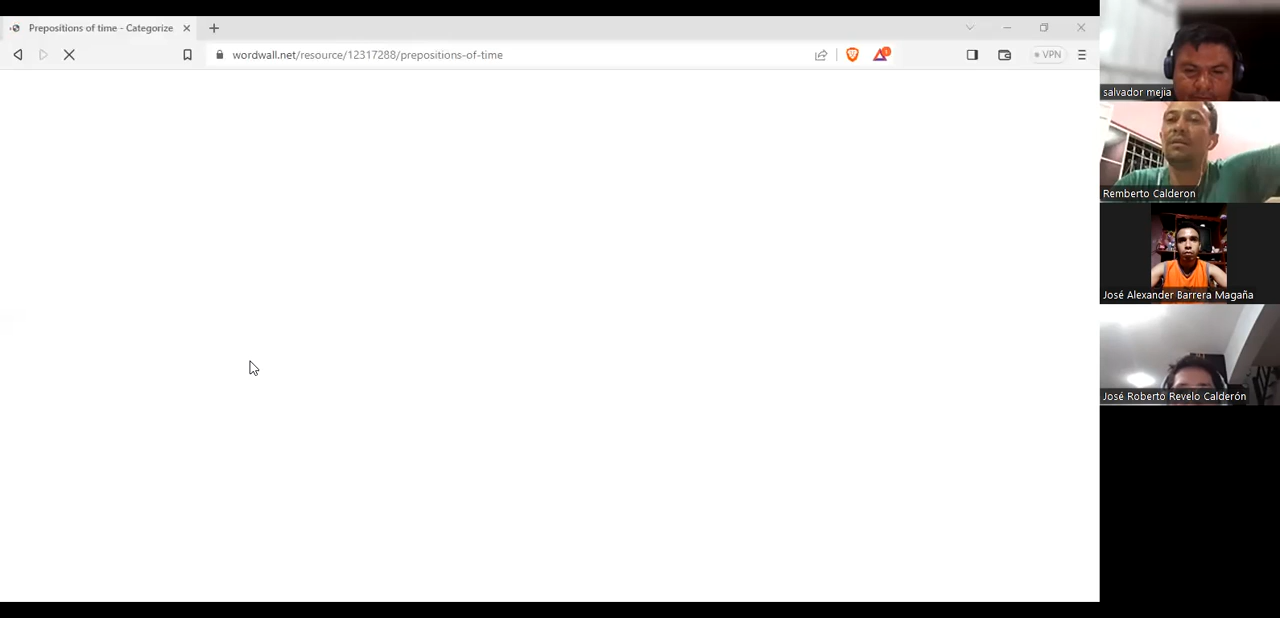 Prepositions of time - Categorize
wordwall.net/resource/12317288/prepositions-of-time
1
VPN
salvador mejia
Remberto Calderon
José Alexander Barrera Magaña
José Roberto Revelo Calderón